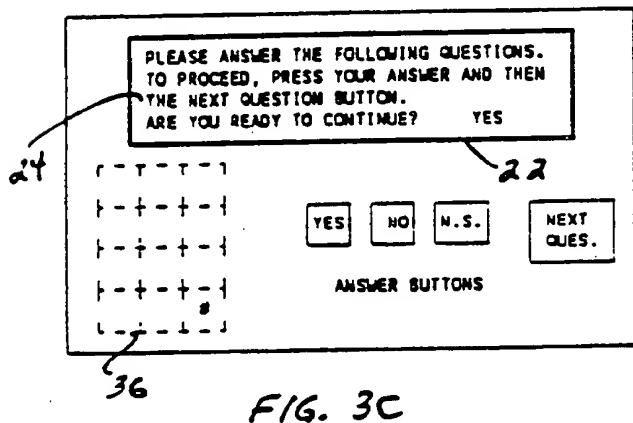 PLEASE ANSWER THE FOLLOWING QUESTIONS.
TO PROCEED, PRESS YOUR ANSWER AND THEN
THE NEXT QUESTION BUTTON.
ARE YOU READY TO CONTINUE? YES
24
22
YES NO N.S. NEXT
QUES.
ANSWER BUTTONS
#
36
FIG. 3C